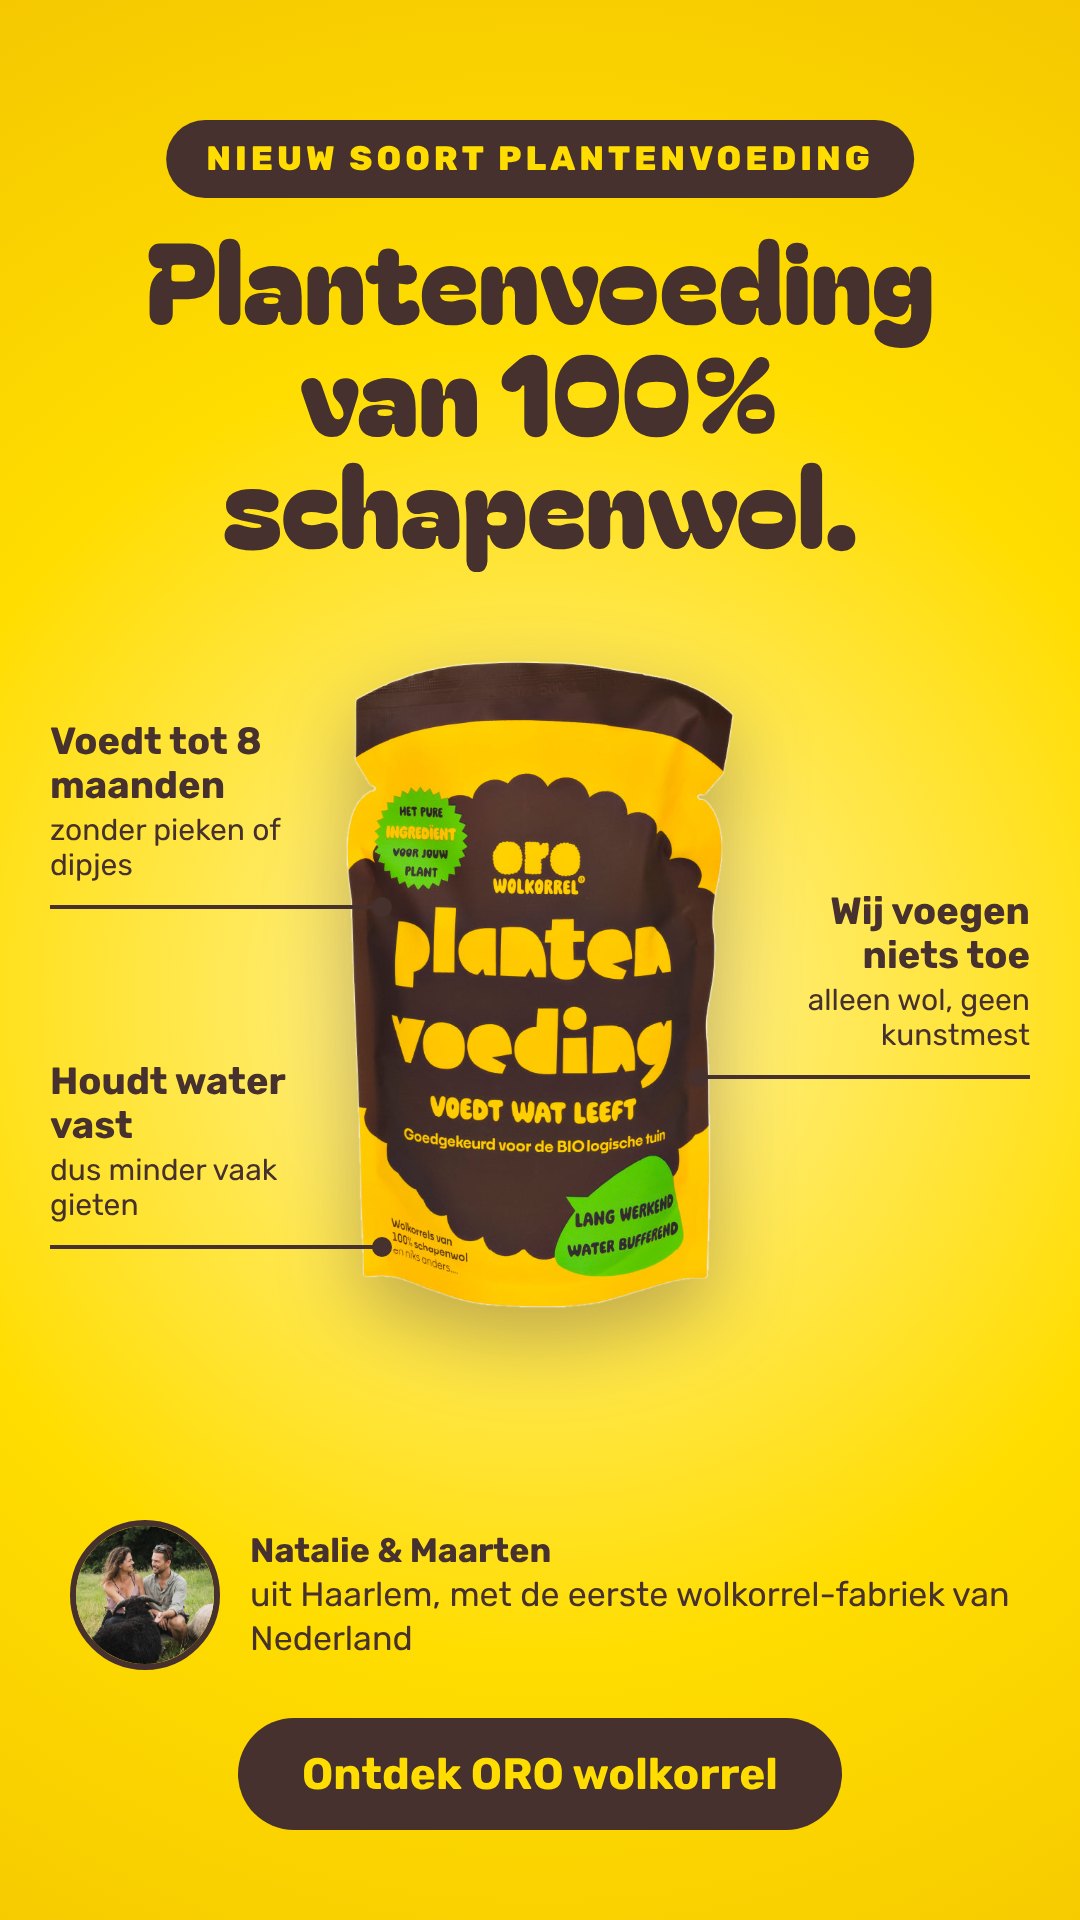 NIEUW SOORT PLANTENVOEDING
Plantenvoeding
van 100%
schapenwol.
Voedt tot 8
maanden
zonder pieken of
dipjes
Wij voegen
niets toe
alleen wol, geen
kunstmest
Houdt water
vast
dus minder vaak
gieten
HET PURE
INGREDIËNT
VOOR JOUW
PLANT
oro
WOLKORREL®
planten
voeding
VOEDT WAT LEEFT
Goedgekeurd voor de BIOlogische tuin
LANG WERKEND
WATER BUFFEREND
Wolkorrels van
100% schapenwol
en niks anders....
Natalie & Maarten
uit Haarlem, met de eerste wolkorrel-fabriek van
Nederland
Ontdek ORO wolkorrel